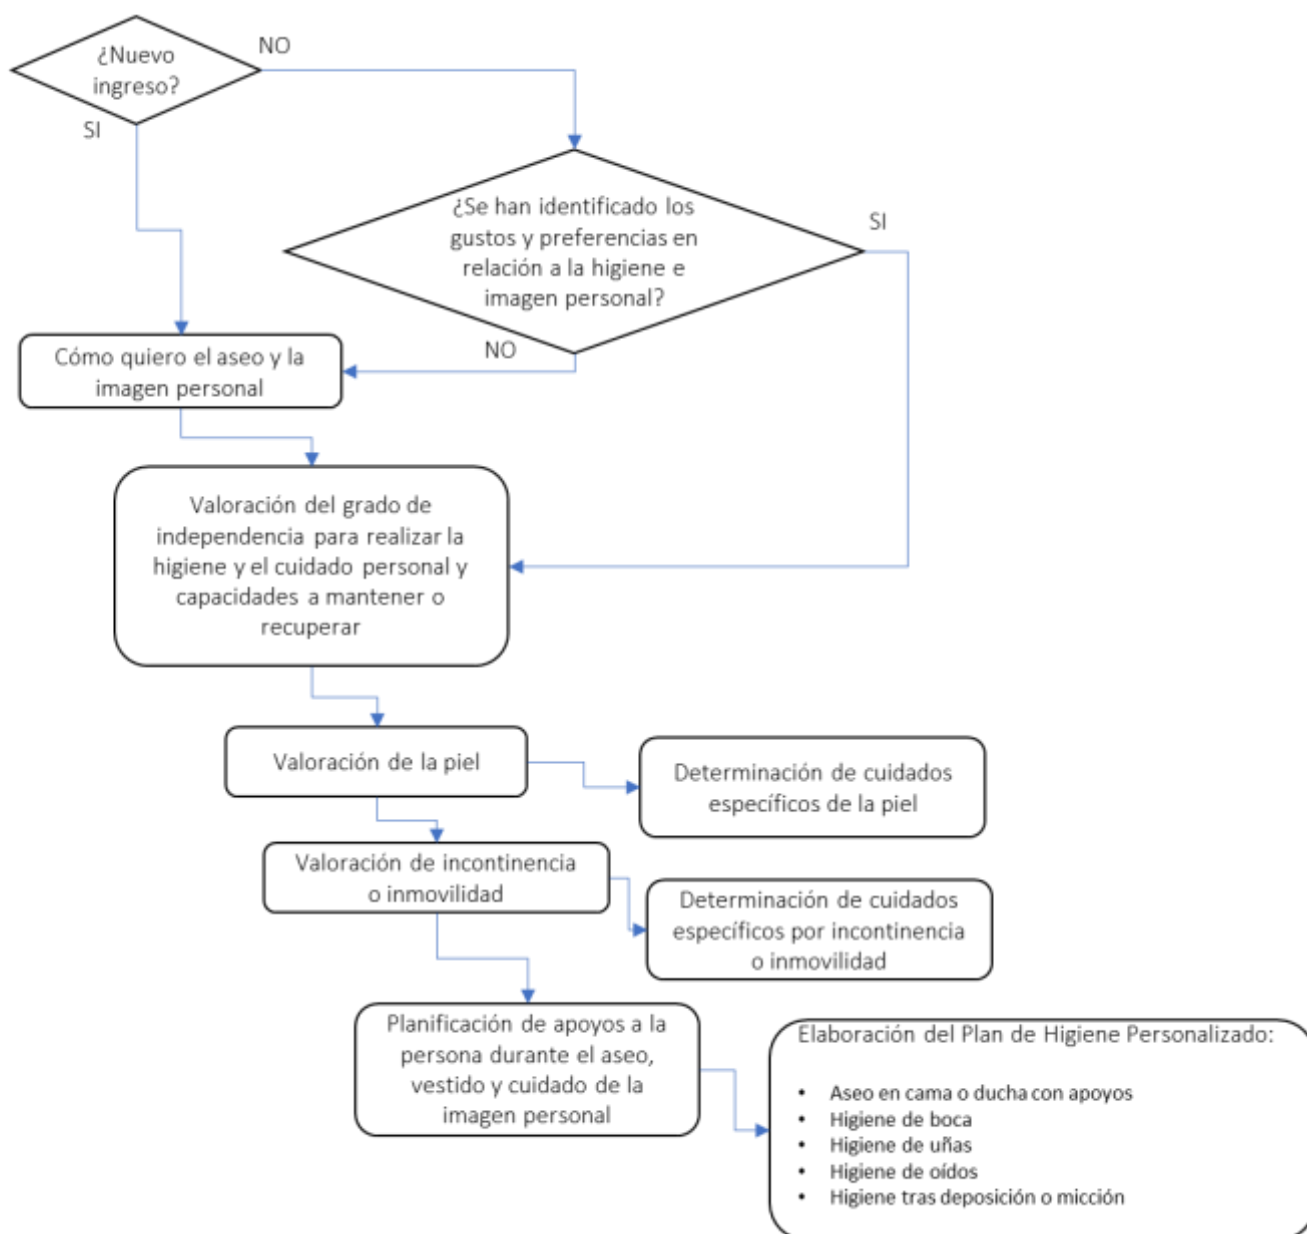 ¿Nuevo
ingreso?
NO
SI
¿Se han identificado los
gustos y preferencias en
relación a la higiene e
imagen personal?
SI
NO
Cómo quiero el aseo y la
imagen personal
Valoración del grado de
independencia para realizar la
higiene y el cuidado personal y
capacidades a mantener o
recuperar
Valoración de la piel
Determinación de cuidados
específicos de la piel
Valoración de incontinencia
o inmovilidad
Determinación de cuidados
específicos por incontinencia
o inmovilidad
Planificación de apoyos a la
persona durante el aseo,
vestido y cuidado de la
imagen personal
Elaboración del Plan de Higiene Personalizado:
• Aseo en cama o ducha con apoyos
• Higiene de boca
• Higiene de uñas
• Higiene de oídos
• Higiene tras deposición o micción